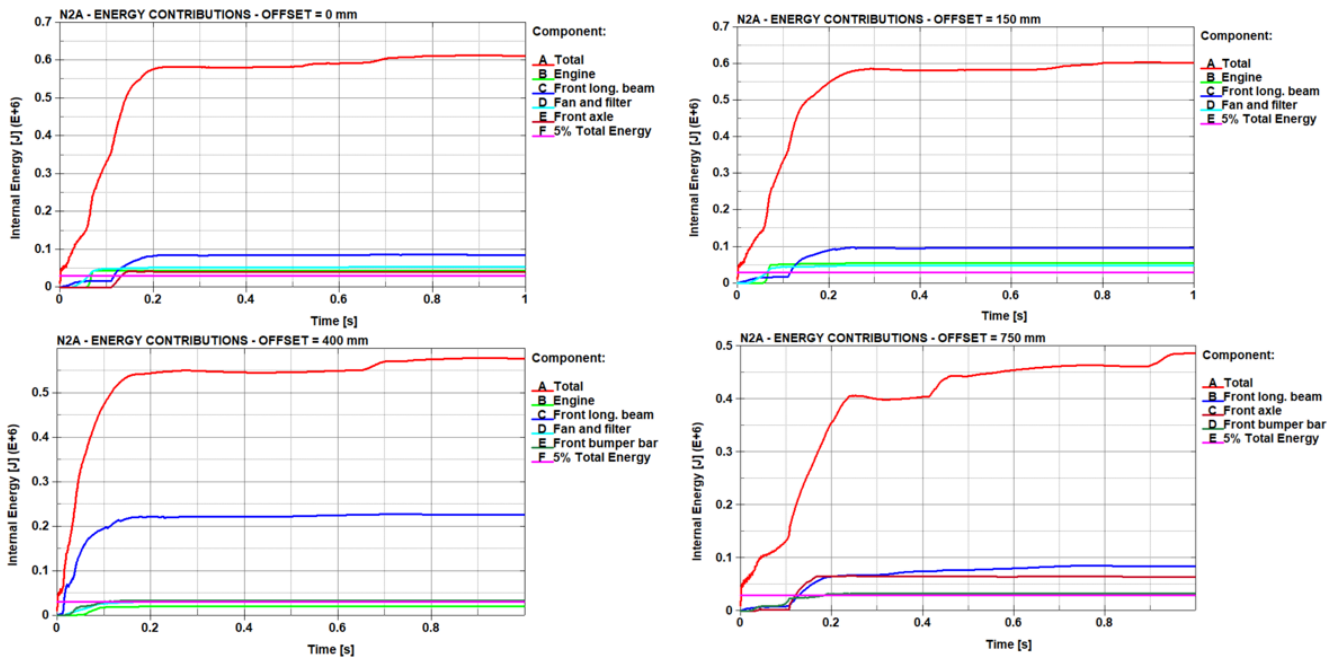 N2A - ENERGY CONTRIBUTIONS - OFFSET = 0 mm
Internal Energy [J] (E+6)
0.7
0.6
0.5
0.4
0.3
0.2
0.1
0
0 0.2 0.4 0.6 0.8 1
Time [s]
Component:
A Total
B Engine
C Front long. beam
D Fan and filter
E Front axle
F 5% Total Energy
N2A - ENERGY CONTRIBUTIONS - OFFSET = 150 mm
Internal Energy [J] (E+6)
0.7
0.6
0.5
0.4
0.3
0.2
0.1
0
0 0.2 0.4 0.6 0.8 1
Time [s]
Component:
A Total
B Engine
C Front long. beam
D Fan and filter
E 5% Total Energy
N2A - ENERGY CONTRIBUTIONS - OFFSET = 400 mm
Internal Energy [J] (E+6)
0.5
0.4
0.3
0.2
0.1
0
0 0.2 0.4 0.6 0.8
Time [s]
Component:
A Total
B Engine
C Front long. beam
D Fan and filter
E Front bumper bar
F 5% Total Energy
N2A - ENERGY CONTRIBUTIONS - OFFSET = 750 mm
Internal Energy [J] (E+6)
0.5
0.4
0.3
0.2
0.1
0
0 0.2 0.4 0.6 0.8
Time [s]
Component:
A Total
B Front long. beam
C Front axle
D Front bumper bar
E 5% Total Energy